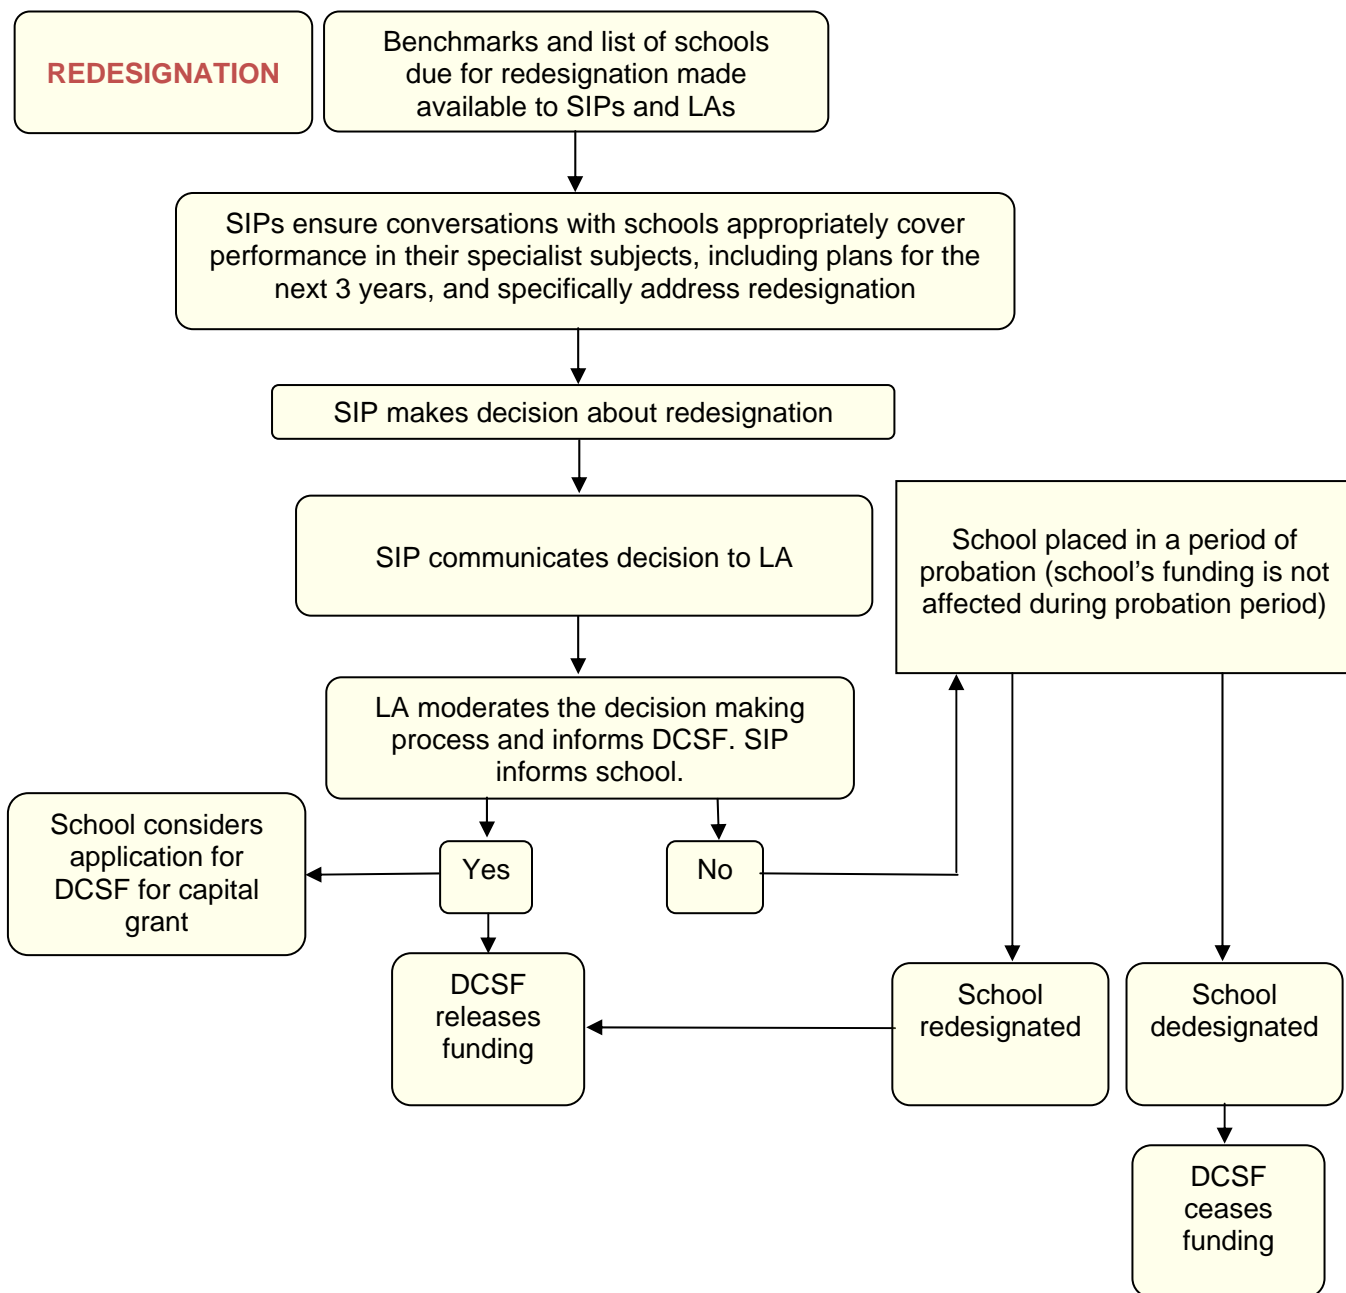 REDESIGNATION
Benchmarks and list of schools
due for redesignation made
available to SIPs and LAs
SIPs ensure conversations with schools appropriately cover
performance in their specialist subjects, including plans for the
next 3 years, and specifically address redesignation
SIP makes decision about redesignation
SIP communicates decision to LA
School placed in a period of
probation (school’s funding is not
affected during probation period)
LA moderates the decision making
process and informs DCSF. SIP
informs school.
School considers
application for
DCSF for capital
grant
Yes
No
DCSF
releases
funding
School
redesignated
School
dedesignated
DCSF
ceases
funding